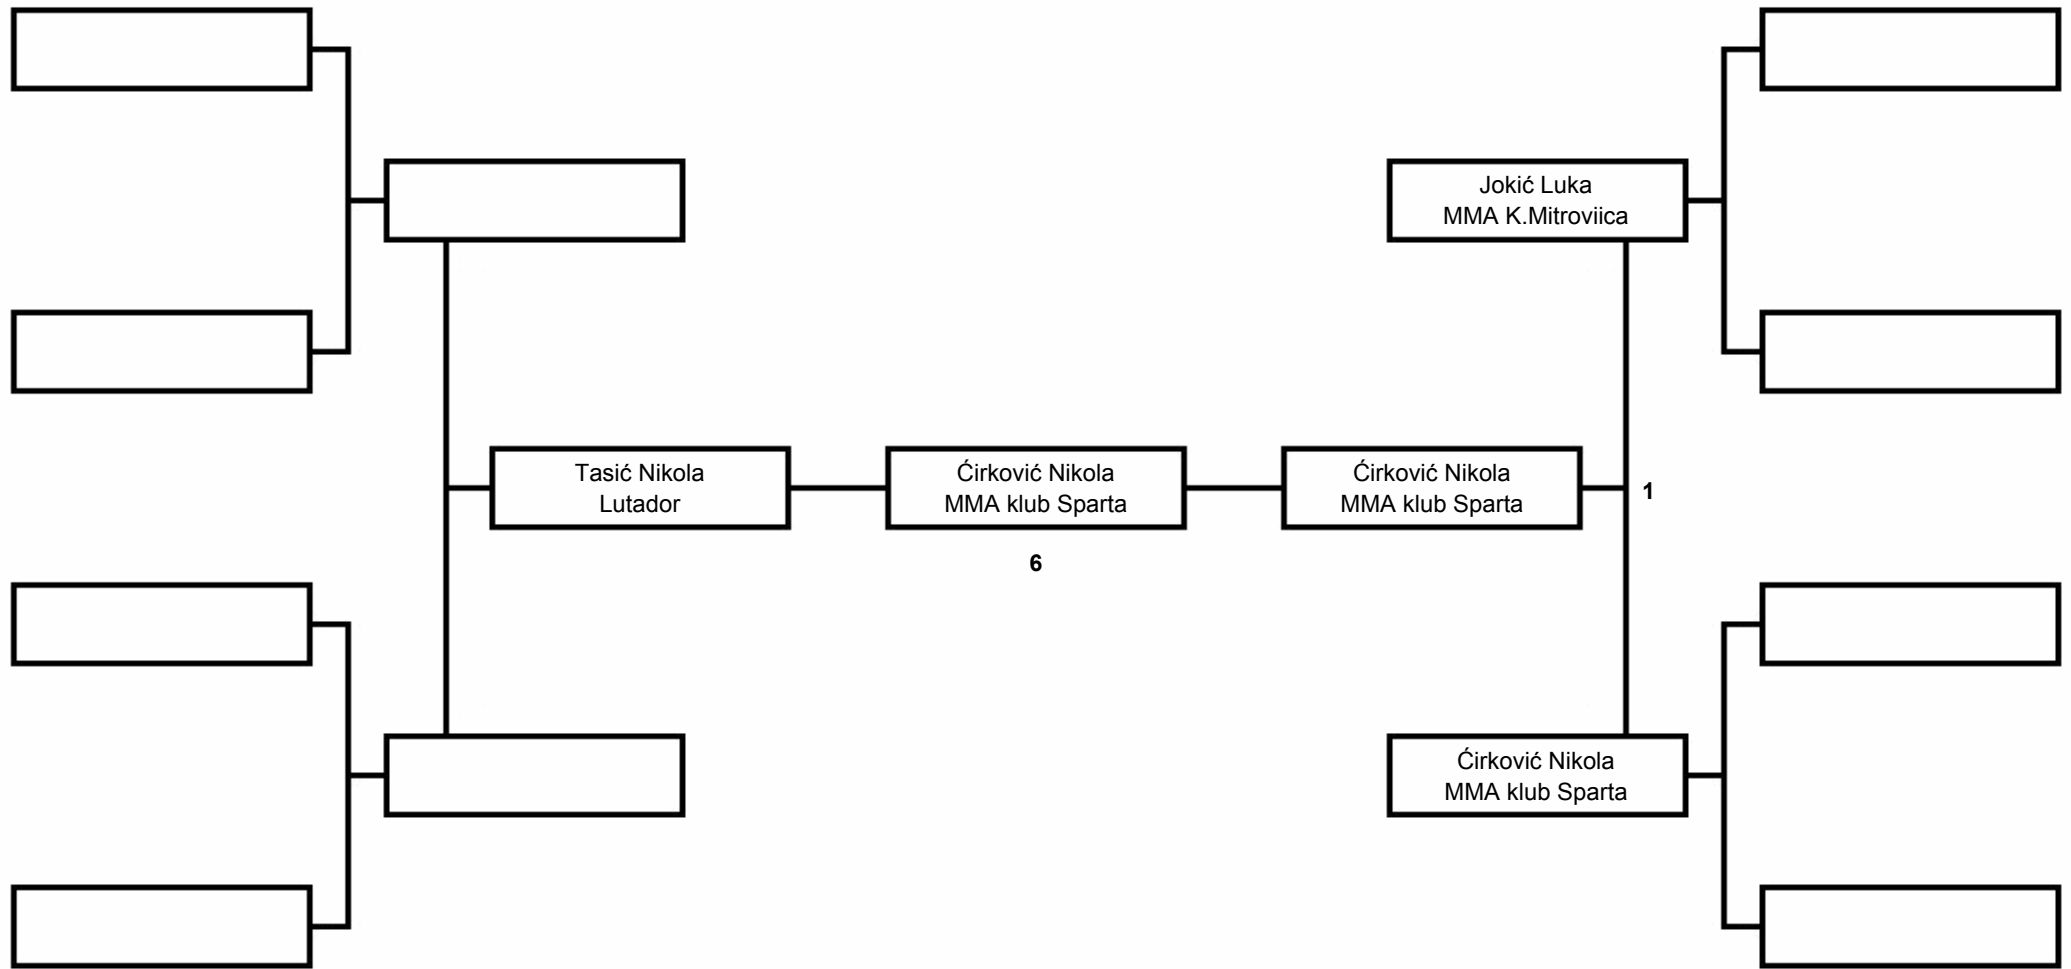 Jokić Luka
MMA K.Mitroviica
Tasić Nikola
Lutador
Ćirković Nikola
MMA klub Sparta
Ćirković Nikola
MMA klub Sparta
1
6
Ćirković Nikola
MMA klub Sparta